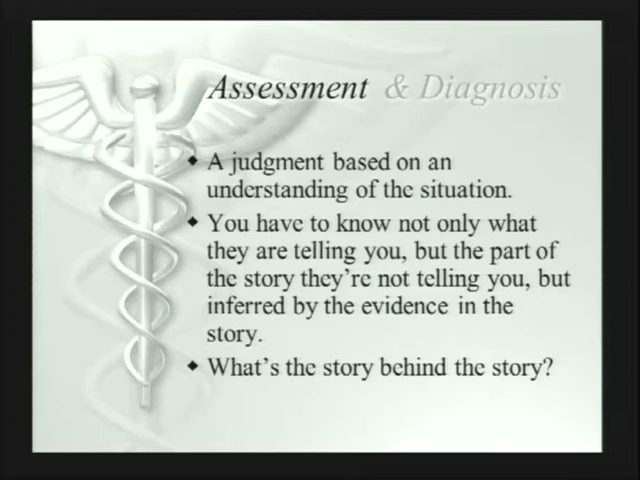 Assessment & Diagnosis
◆ A judgment based on an
understanding of the situation.
◆ You have to know not only what
they are telling you, but the part of
the story they're not telling you, but
inferred by the evidence in the
story.
◆ What's the story behind the story?